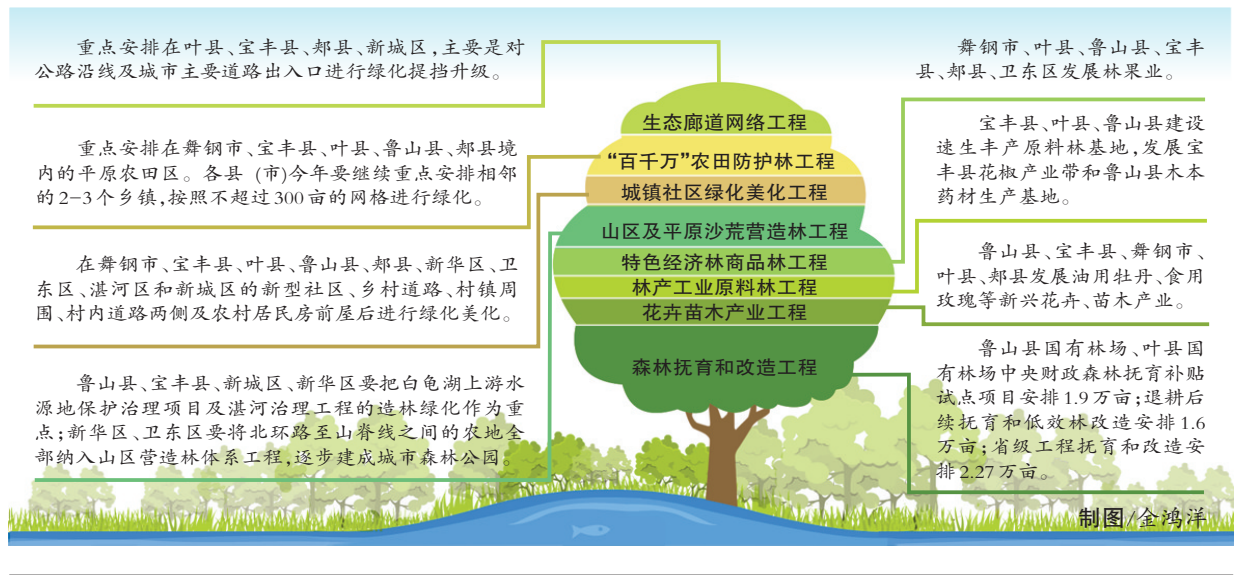 重点安排在叶县、宝丰县、郏县、新城区,主要是对
公路沿线及城市主要道路出入口进行绿化提挡升级。
重点安排在舞钢市、宝丰县、叶县、鲁山县、郏县境
内的平原农田区。各县 (市)今年要继续重点安排相邻
的2-3个乡镇,按照不超过300亩的网格进行绿化。
在舞钢市、宝丰县、叶县、鲁山县、郏县、新华区、卫
东区、湛河区和新城区的新型社区、乡村道路、村镇周
围、村内道路两侧及农村居民房前屋后进行绿化美化。
鲁山县、宝丰县、新城区、新华区要把白龟湖上游水
源地保护治理项目及湛河治理工程的造林绿化作为重
点;新华区、卫东区要将北环路至山脊线之间的农地全
部纳入山区营造林体系工程,逐步建成城市森林公园。
生态廊道网络工程
“百千万”农田防护林工程
城镇社区绿化美化工程
山区及平原沙荒营造林工程
特色经济林商品林工程
林产工业原料林工程
花卉苗木产业工程
森林抚育和改造工程
舞钢市、叶县、鲁山县、宝丰
县、郏县、卫东区发展林果业。
宝丰县、叶县、鲁山县建设
速生丰产原料林基地,发展宝
丰县花椒产业带和鲁山县木本
药材生产基地。
鲁山县、宝丰县、舞钢市、
叶县、郏县发展油用牡丹、食用
玫瑰等新兴花卉、苗木产业。
鲁山县国有林场、叶县国
有林场中央财政森林抚育补贴
试点项目安排1.9万亩;退耕后
续抚育和低效林改造安排1.6
万亩;省级工程抚育和改造安
排2.27万亩。
制图/金鸿洋